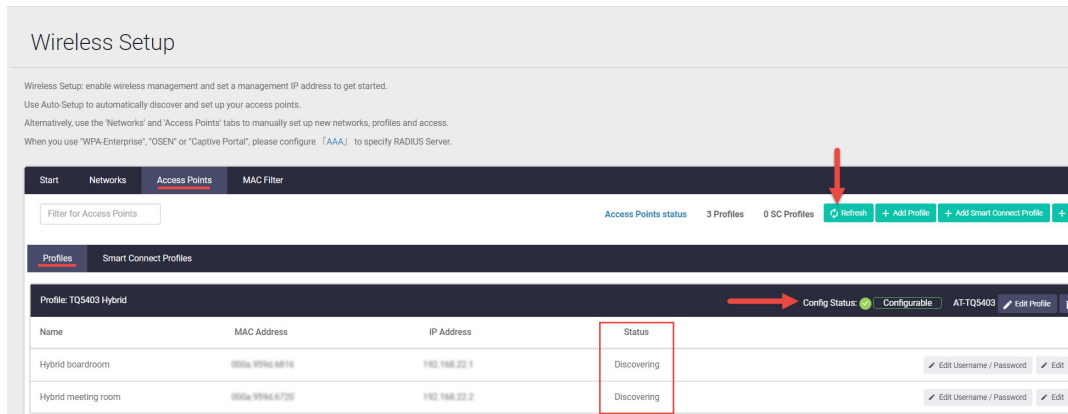 Wireless Setup
Wireless Setup: enable wireless management and set a management IP address to get started.
Use Auto-Setup to automatically discover and set up your access points.
Alternatively, use the 'Networks' and 'Access Points' tabs to manually set up new networks, profiles and access.
When you use "WPA-Enterprise", "OSEN" or "Captive Portal", please configure 「AAA」 to specify RADIUS Server.
Start Networks Access Points MAC Filter
Filter for Access Points Access Points status 3 Profiles 0 SC Profiles Refresh + Add Profile + Add Smart Connect Profile +
Profiles Smart Connect Profiles
Profile: TQ5403 Hybrid Config Status: Configurable AT-TQ5403 Edit Profile
Name MAC Address IP Address Status
Hybrid boardroom 000a.959d.6816 192.168.22.1 Discovering Edit Username / Password Edit
Hybrid meeting room 000a.959d.6720 192.168.22.2 Discovering Edit Username / Password Edit